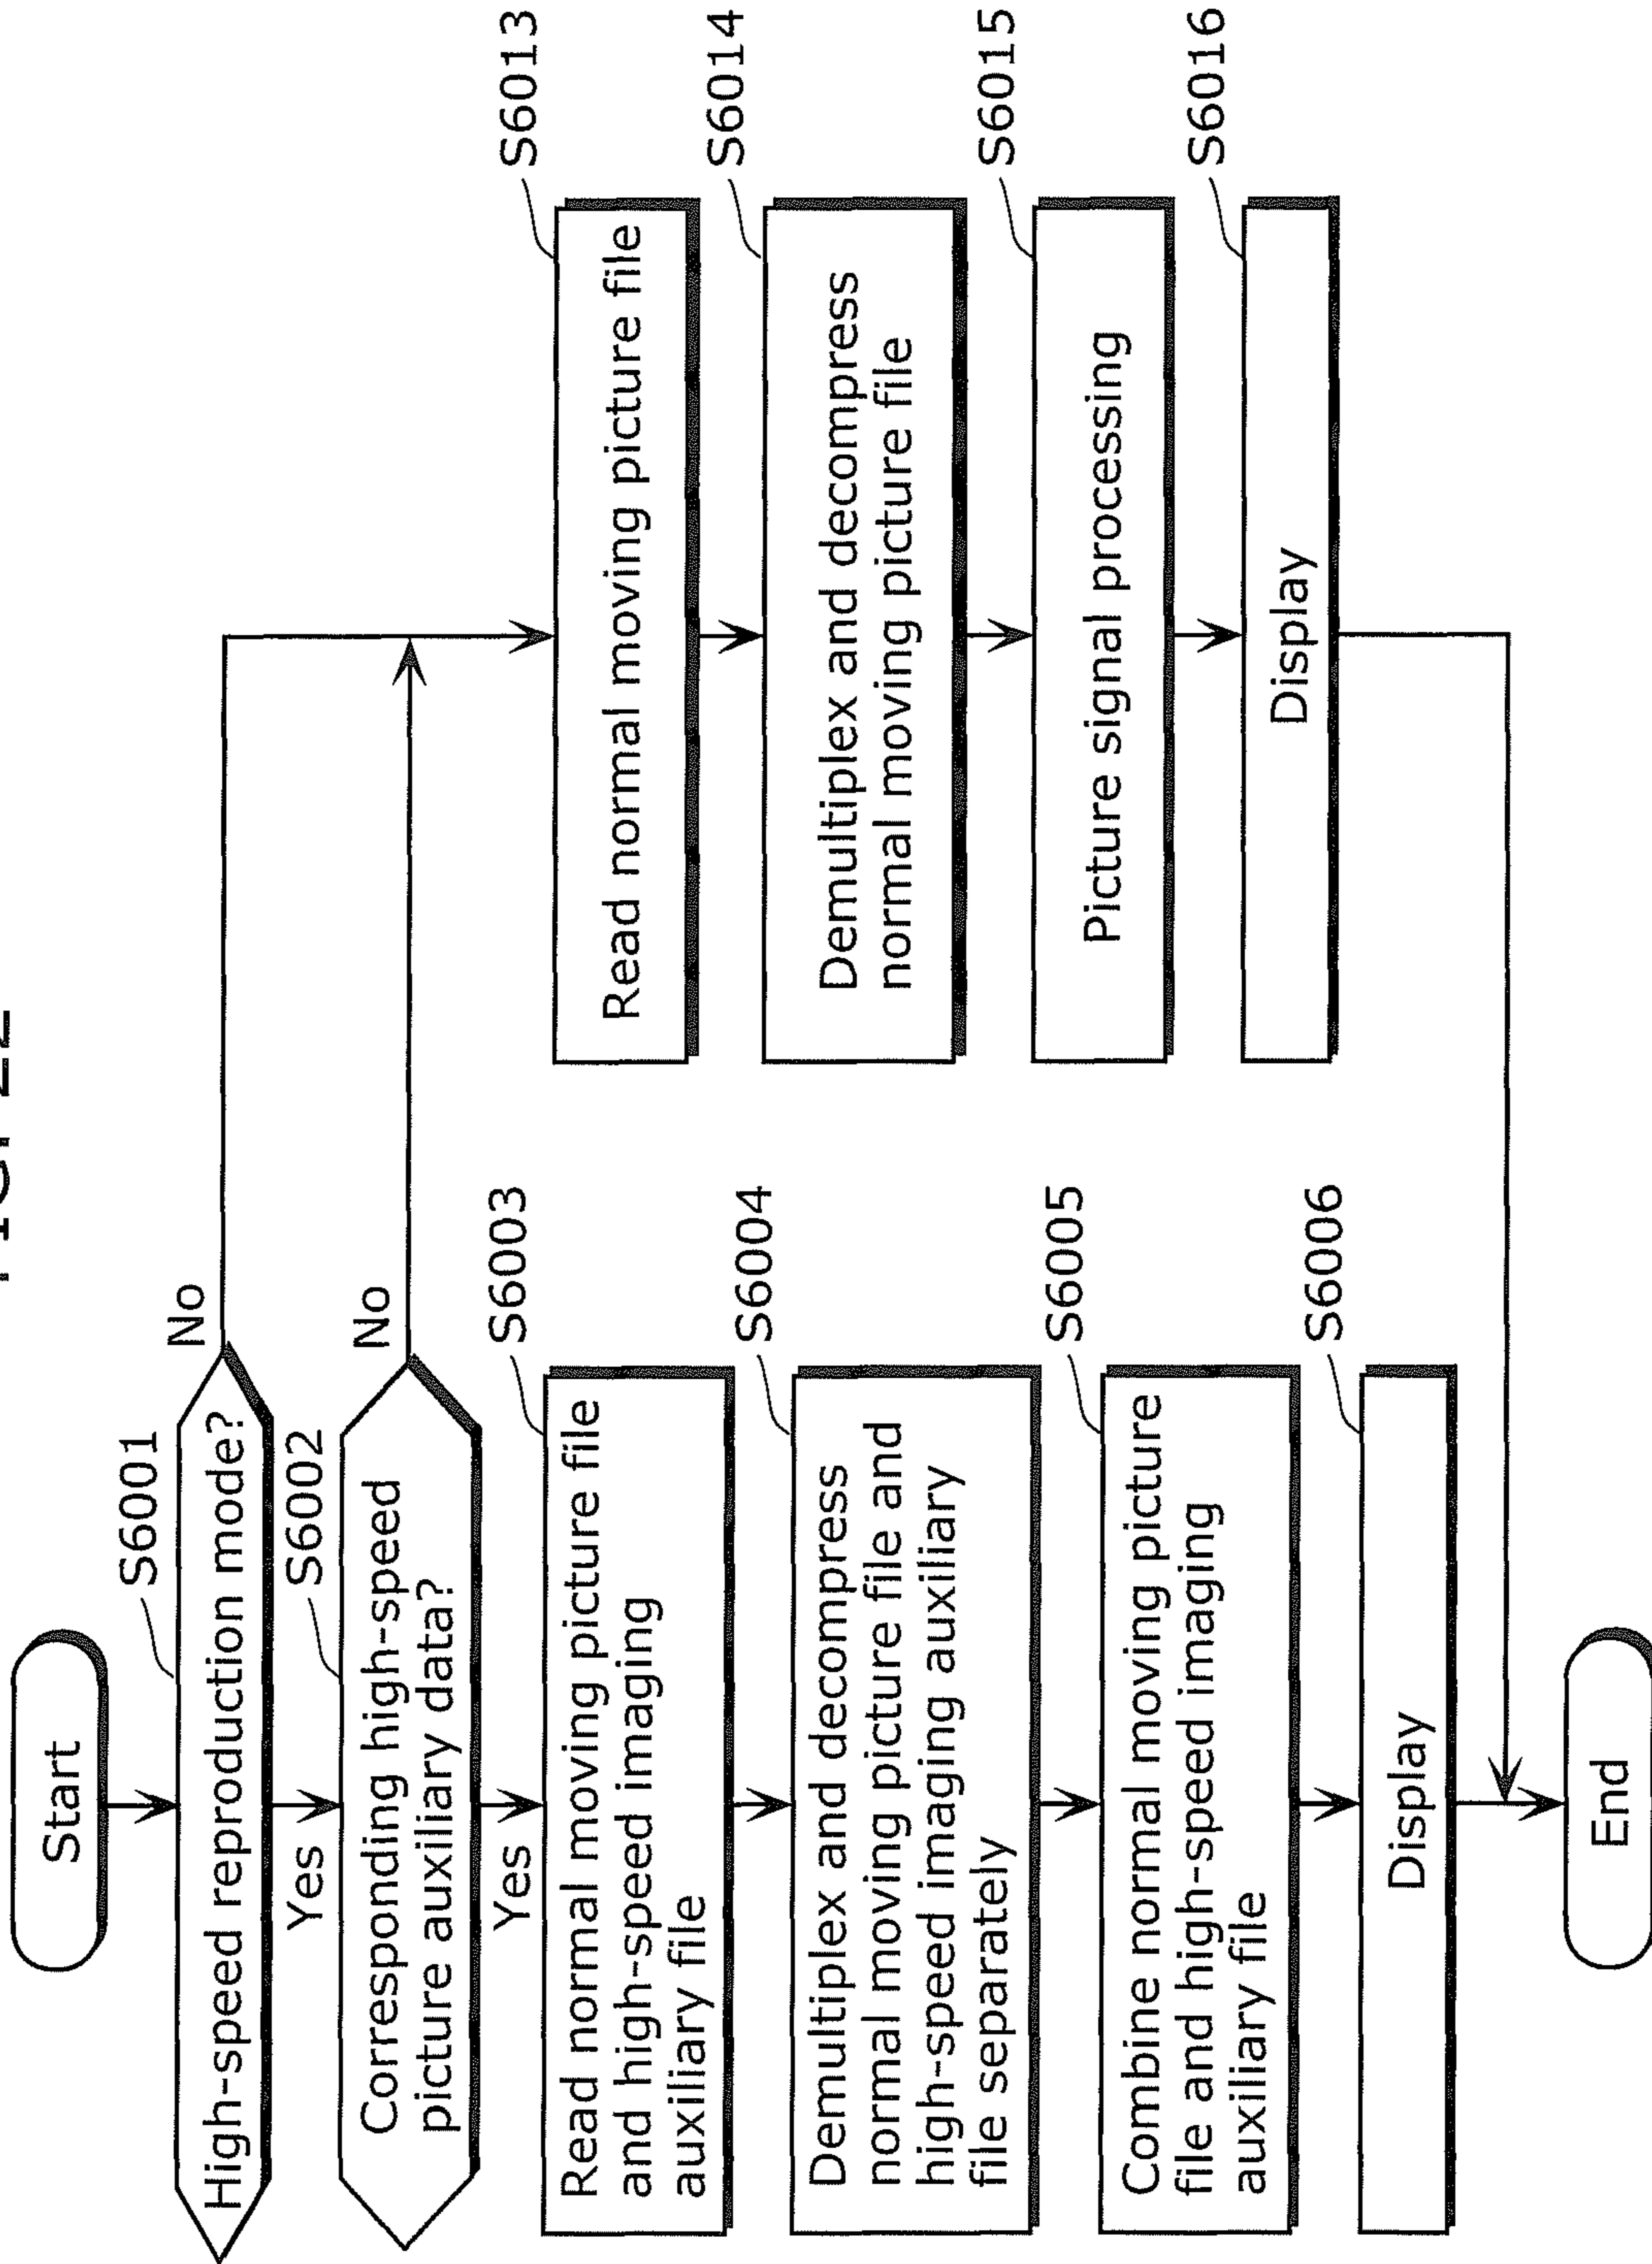 Start
S6001
High-speed reproduction mode?
No
Yes
S6002
Corresponding high-speed
picture auxiliary data?
No
Yes
S6003
Read normal moving picture file
and high-speed imaging
auxiliary file
S6004
Demultiplex and decompress
normal moving picture file and
high-speed imaging auxiliary
file separately
S6005
Combine normal moving picture
file and high-speed imaging
auxiliary file
S6006
Display
End
S6013
Read normal moving picture file
S6014
Demultiplex and decompress
normal moving picture file
S6015
Picture signal processing
S6016
Display